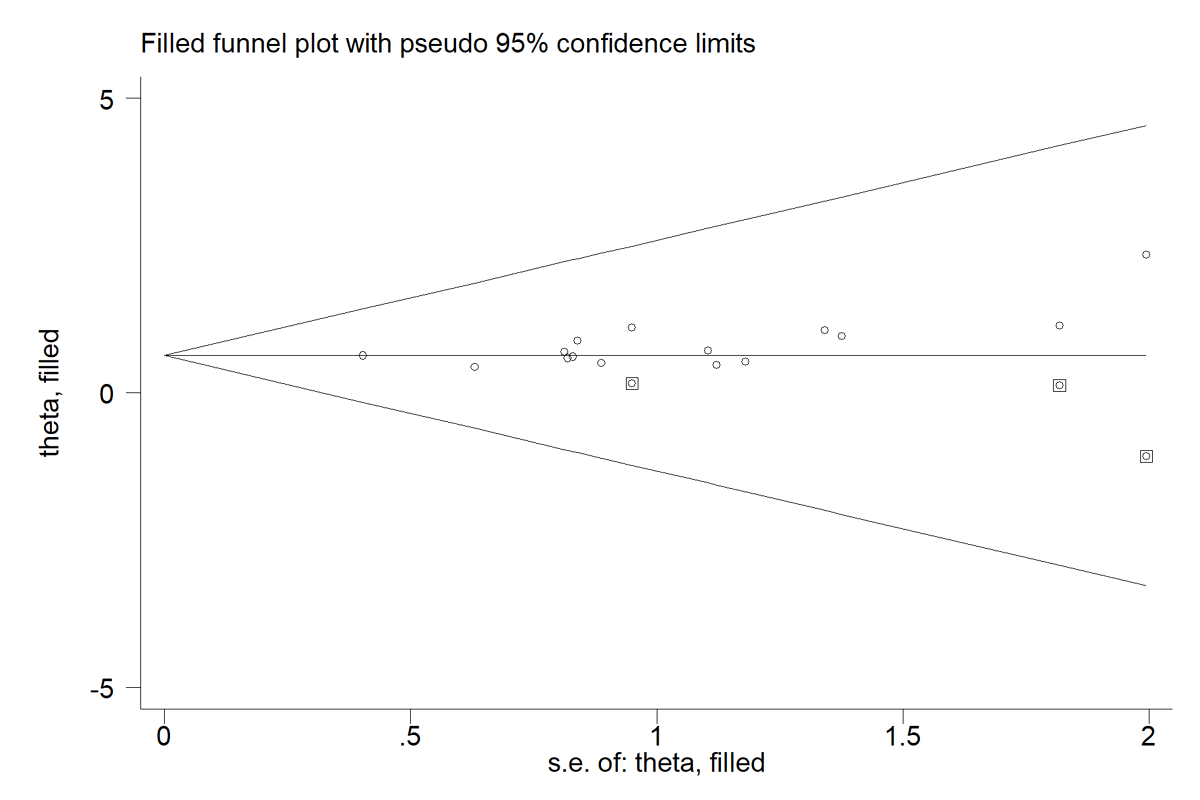 Filled funnel plot with pseudo 95% confidence limits
theta, filled
5
0
-5
0
.5
1
1.5
2
s.e. of: theta, filled